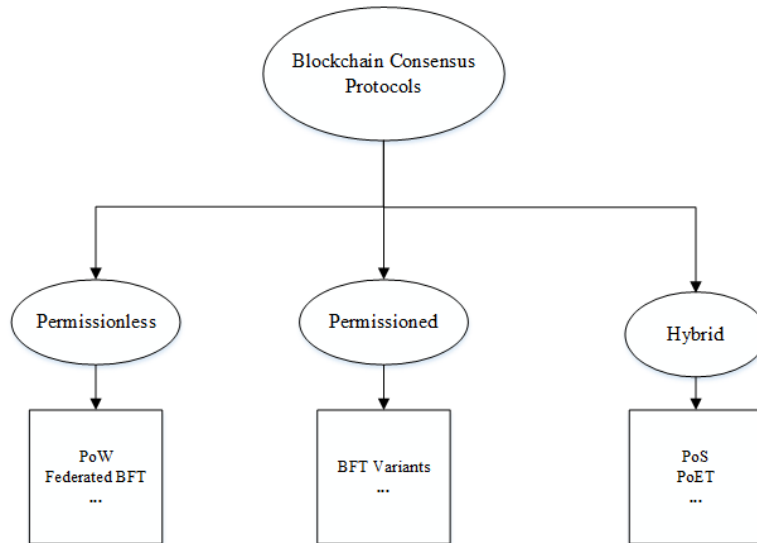 Blockchain Consensus
Protocols
Permissionless
Permissioned
Hybrid
PoW
Federated BFT
...
BFT Variants
...
PoS
PoET
...